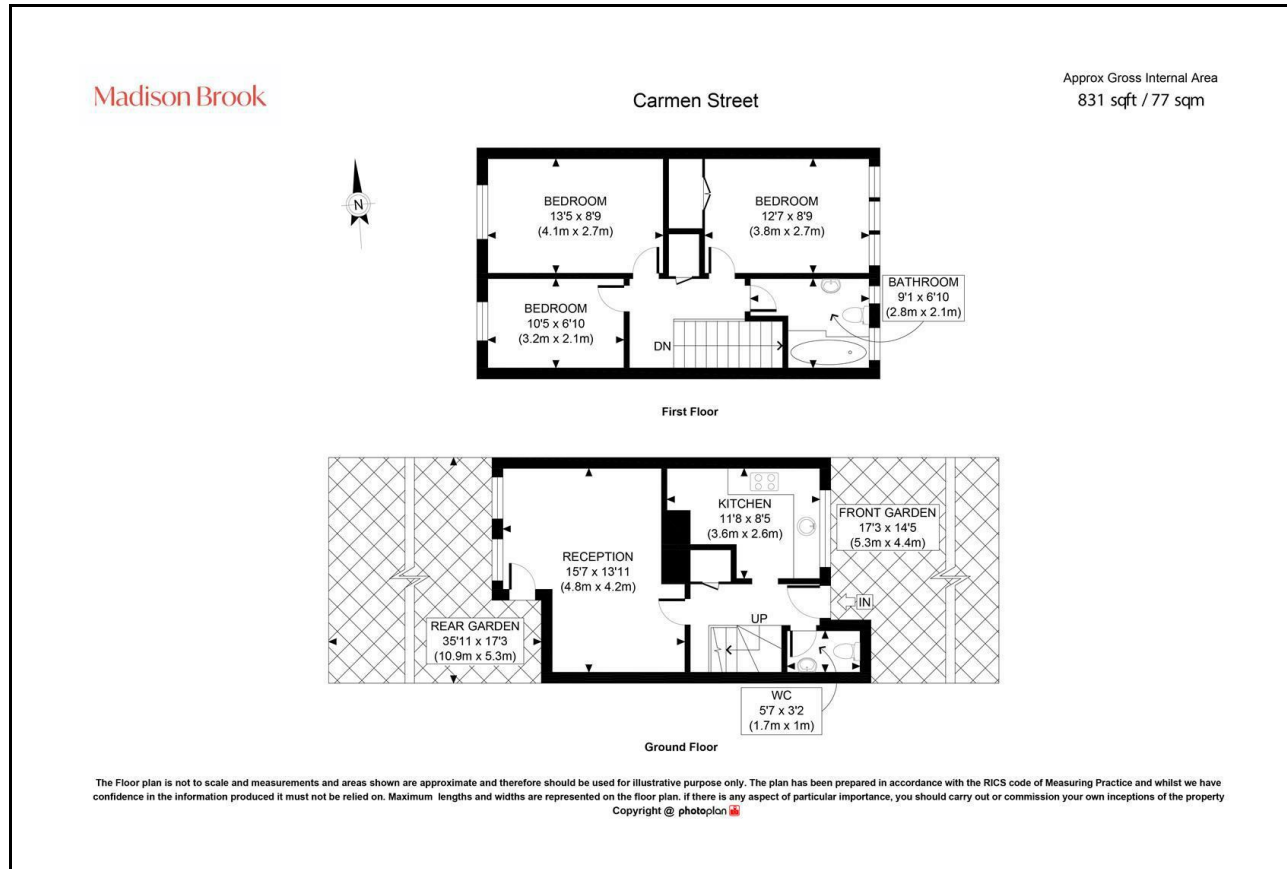 Madison Brook
Carmen Street
Approx Gross Internal Area
831 sqft / 77 sqm
N
BEDROOM
13'5 x 8'9
(4.1m x 2.7m)
BEDROOM
12'7 x 8'9
(3.8m x 2.7m)
BEDROOM
10'5 x 6'10
(3.2m x 2.1m)
BATHROOM
9'1 x 6'10
(2.8m x 2.1m)
DN
First Floor
KITCHEN
11'8 x 8'5
(3.6m x 2.6m)
FRONT GARDEN
17'3 x 14'5
(5.3m x 4.4m)
RECEPTION
15'7 x 13'11
(4.8m x 4.2m)
IN
UP
REAR GARDEN
35'11 x 17'3
(10.9m x 5.3m)
WC
5'7 x 3'2
(1.7m x 1m)
Ground Floor
The Floor plan is not to scale and measurements and areas shown are approximate and therefore should be used for illustrative purpose only. The plan has been prepared in accordance with the RICS code of Measuring Practice and whilst we have
confidence in the information produced it must not be relied on. Maximum lengths and widths are represented on the floor plan. if there is any aspect of particular importance, you should carry out or commission your own inceptions of the property
Copyright @ photoplan